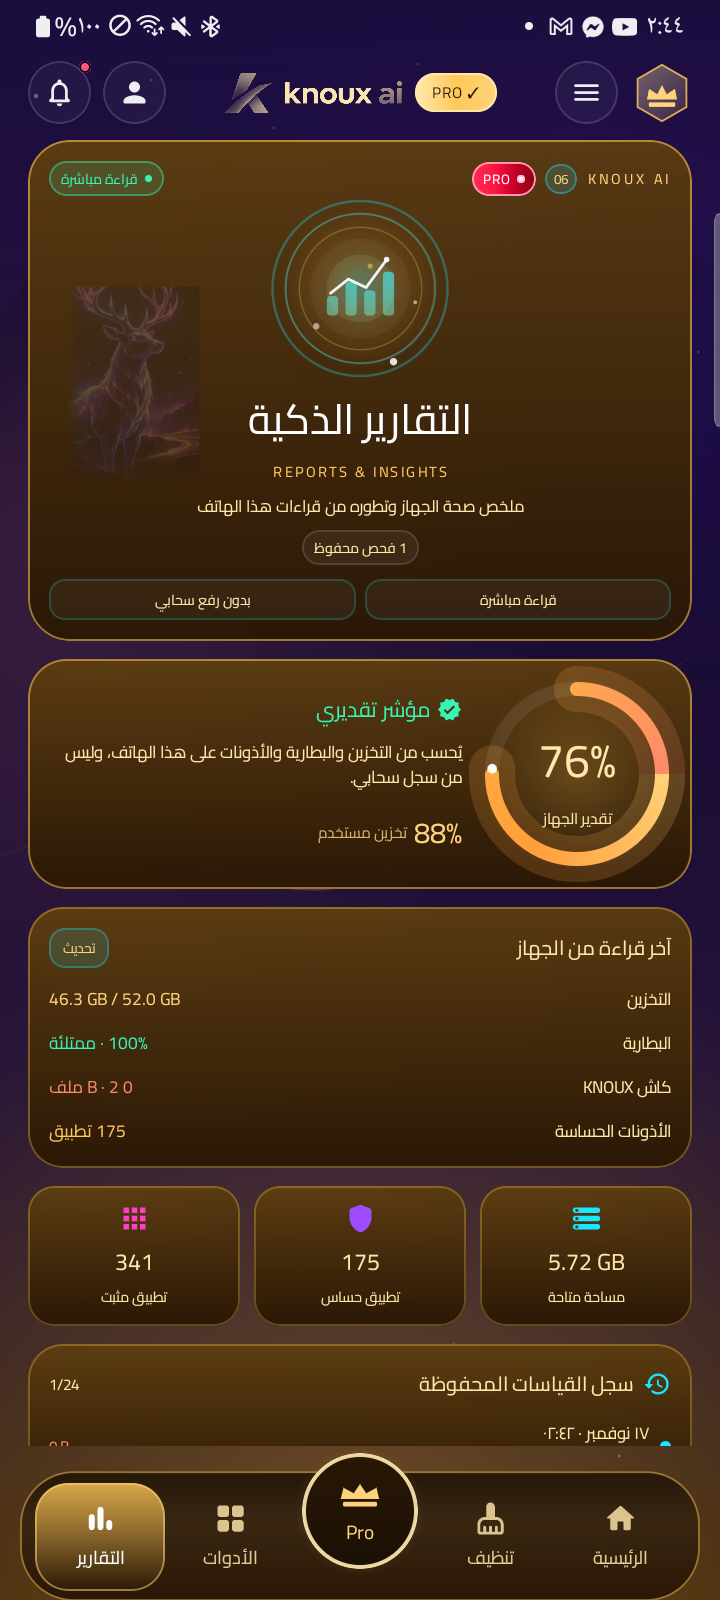 ٢:٤٤
%١٠٠
knoux ai
PRO ✓
KNOUX AI
06
PRO
قراءة مباشرة
التقارير الذكية
REPORTS & INSIGHTS
ملخص صحة الجهاز وتطوره من قراءات هذا الهاتف
1 فحص محفوظ
قراءة مباشرة
بدون رفع سحابي
76%
تقدير الجهاز
مؤشر تقديري
يُحسب من التخزين والبطارية والأذونات على هذا الهاتف، وليس
من سجل سحابي.
88% تخزين مستخدم
آخر قراءة من الجهاز
تحديث
التخزين
46.3 GB / 52.0 GB
البطارية
100% · ممتلئة
كاش KNOUX
0 B · 2 ملف
الأذونات الحساسة
175 تطبيق
5.72 GB
مساحة متاحة
175
تطبيق حساس
341
تطبيق مثبت
سجل القياسات المحفوظة
1/24
١٧ نوفمبر · ٠٢:٤٢
الرئيسية
تنظيف
Pro
الأدوات
التقارير